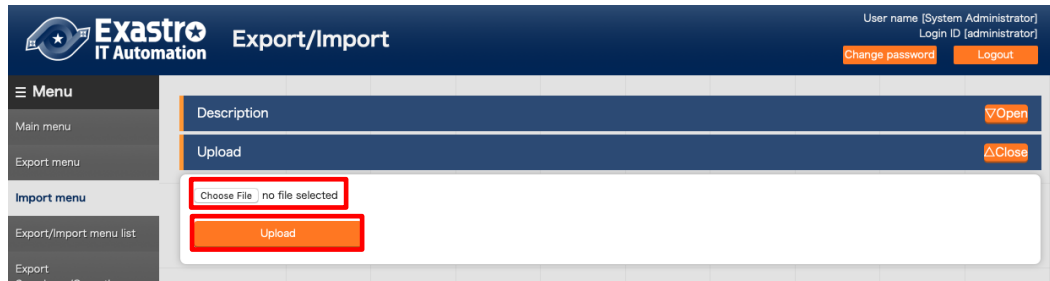 Exastro
IT Automation
Export/Import
User name [System Administrator]
Login ID [administrator]
Change password
Logout
☰ Menu
Main menu
Export menu
Import menu
Export/Import menu list
Export
Description
▽Open
Upload
△Close
Choose File no file selected
Upload